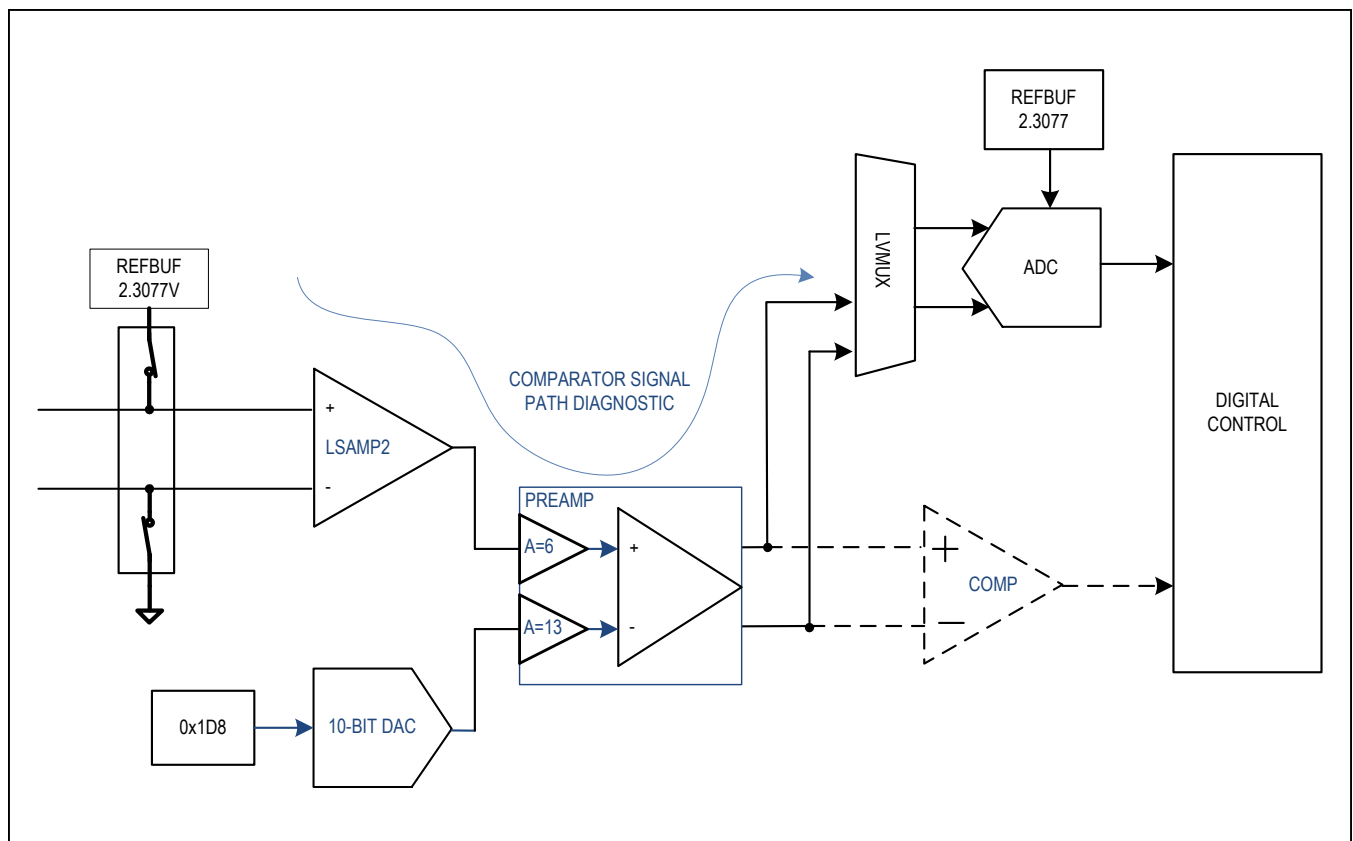 REFBUF
2.3077
REFBUF
2.3077V
LVMUX
ADC
COMPARATOR SIGNAL
PATH DIAGNOSTIC
DIGITAL
CONTROL
+
LSAMP2
-
PREAMP
A=6
+
A=13
-
+
COMP
-
0x1D8
10-BIT DAC